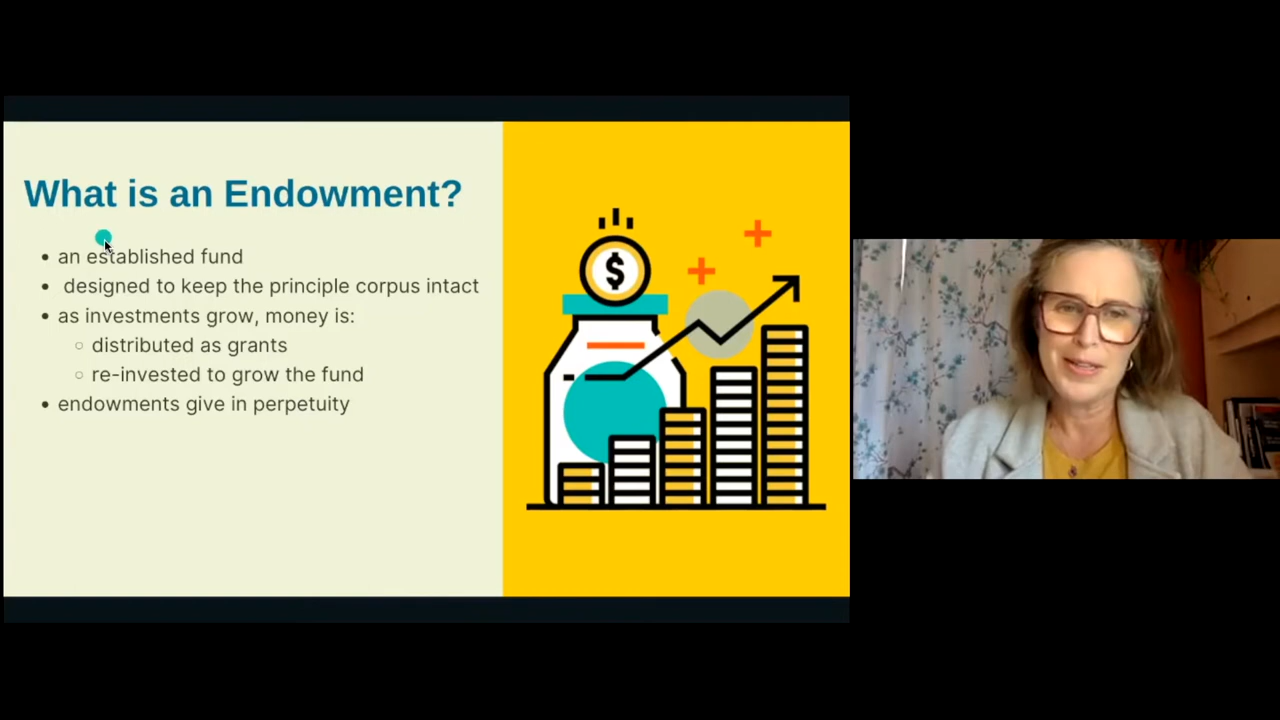 What is an Endowment?
• an established fund
• designed to keep the principle corpus intact
• as investments grow, money is:
○ distributed as grants
○ re-invested to grow the fund
• endowments give in perpetuity
$